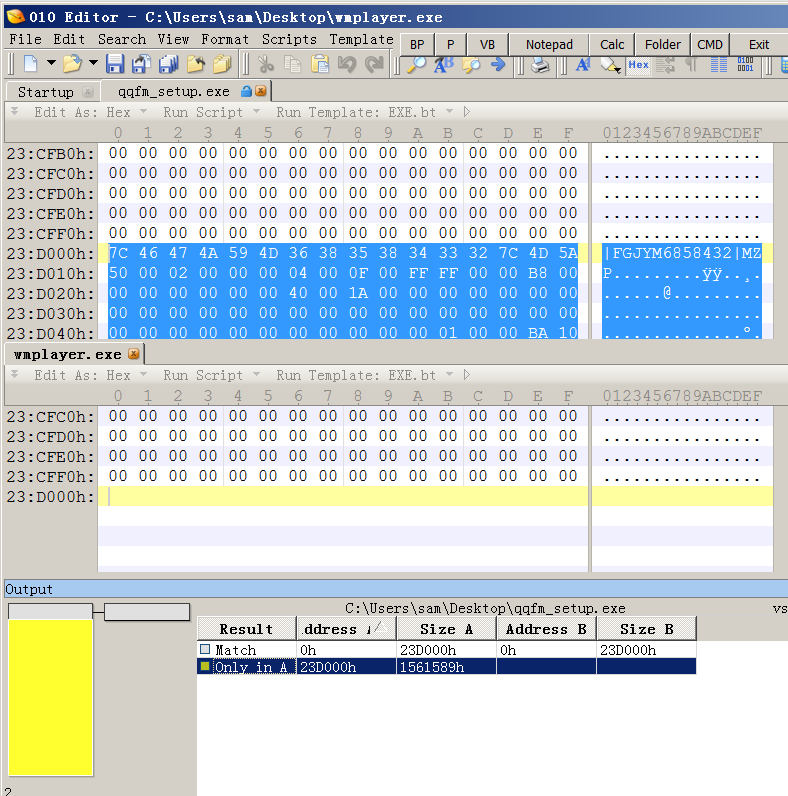 010 Editor - C:\Users\sam\Desktop\wmplayer.exe
File Edit Search View Format Scripts Template
BP P VB Notepad Calc Folder CMD Exit
Hex
Startup qqfm_setup.exe
Edit As: Hex Run Script Run Template: EXE.bt
0 1 2 3 4 5 6 7 8 9 A B C D E F 0123456789ABCDEF
23:CFB0h: 00 00 00 00 00 00 00 00 00 00 00 00 00 00 00 00 ................
23:CFC0h: 00 00 00 00 00 00 00 00 00 00 00 00 00 00 00 00 ................
23:CFD0h: 00 00 00 00 00 00 00 00 00 00 00 00 00 00 00 00 ................
23:CFE0h: 00 00 00 00 00 00 00 00 00 00 00 00 00 00 00 00 ................
23:CFF0h: 00 00 00 00 00 00 00 00 00 00 00 00 00 00 00 00 ................
23:D000h: 7C 46 47 4A 59 4D 36 38 35 38 34 33 32 7C 4D 5A |FGJYM6858432|MZ
23:D010h: 50 00 02 00 00 00 04 00 0F 00 FF FF 00 00 B8 00 P.........ÿÿ..¸.
23:D020h: 00 00 00 00 00 00 40 00 1A 00 00 00 00 00 00 00 ......@.........
23:D030h: 00 00 00 00 00 00 00 00 00 00 00 00 00 00 00 00 ................
23:D040h: 00 00 00 00 00 00 00 00 00 00 00 01 00 00 BA 10 ..............º.
wmplayer.exe
Edit As: Hex Run Script Run Template: EXE.bt
0 1 2 3 4 5 6 7 8 9 A B C D E F 0123456789ABCDEF
23:CFC0h: 00 00 00 00 00 00 00 00 00 00 00 00 00 00 00 00 ................
23:CFD0h: 00 00 00 00 00 00 00 00 00 00 00 00 00 00 00 00 ................
23:CFE0h: 00 00 00 00 00 00 00 00 00 00 00 00 00 00 00 00 ................
23:CFF0h: 00 00 00 00 00 00 00 00 00 00 00 00 00 00 00 00 ................
23:D000h:
Output
C:\Users\sam\Desktop\qqfm_setup.exe vs
Result ddress Size A Address B Size B
Match 0h 23D000h 0h 23D000h
Only in A 23D000h 1561589h
2